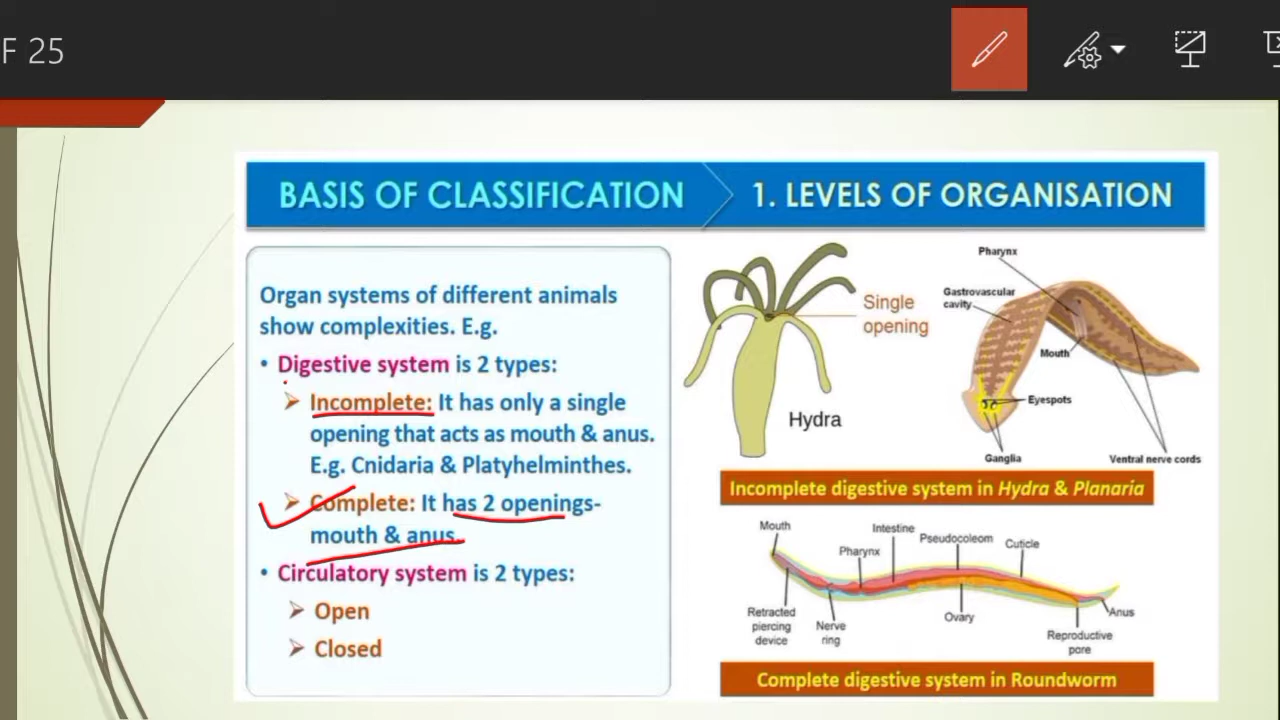 F 25
BASIS OF CLASSIFICATION
1. LEVELS OF ORGANISATION
Organ systems of different animals
show complexities. E.g.
• Digestive system is 2 types:
➢ Incomplete: It has only a single
opening that acts as mouth & anus.
E.g. Cnidaria & Platyhelminthes.
➢ Complete: It has 2 openings-
mouth & anus.
• Circulatory system is 2 types:
➢ Open
➢ Closed
Single
opening
Hydra
Pharynx
Gastrovascular
cavity
Mouth
Eyespots
Ganglia
Ventral nerve cords
Incomplete digestive system in Hydra & Planaria
Mouth
Pharynx
Intestine
Pseudocoleom
Cuticle
Retracted
piercing
device
Nerve
ring
Ovary
Anus
Reproductive
pore
Complete digestive system in Roundworm